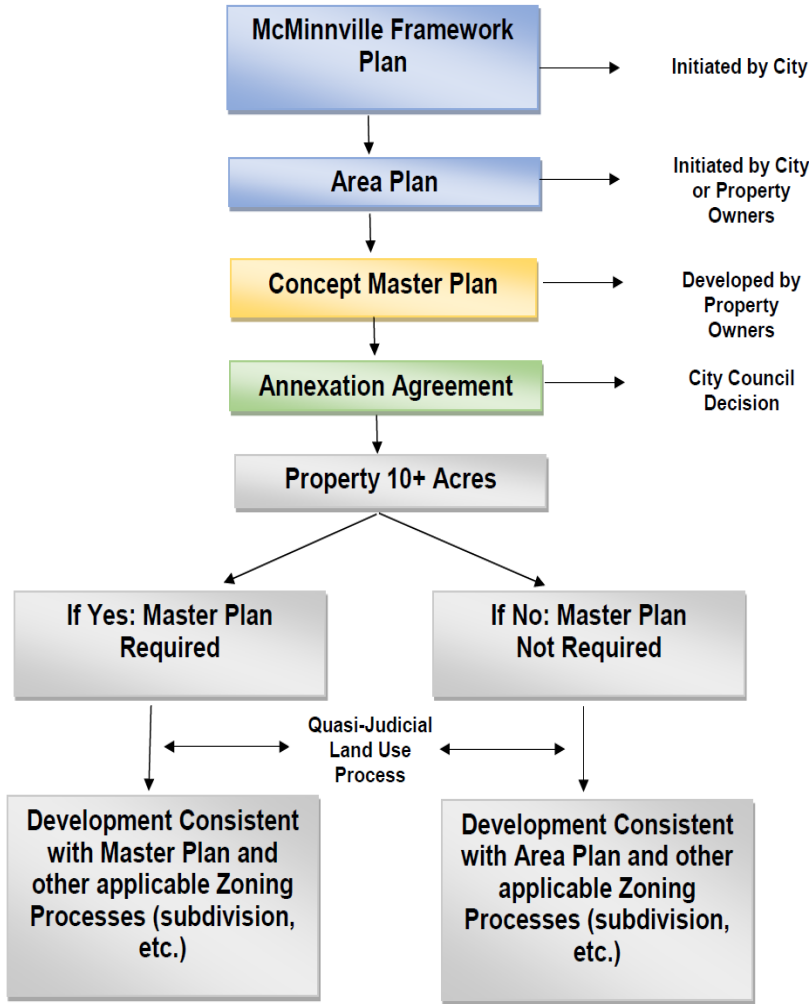 McMinnville Framework
Plan
Initiated by City
Area Plan
Initiated by City
or Property
Owners
Concept Master Plan
Developed by
Property
Owners
Annexation Agreement
City Council
Decision
Property 10+ Acres
If Yes: Master Plan
Required
If No: Master Plan
Not Required
Quasi-Judicial
Land Use
Process
Development Consistent
with Master Plan and
other applicable Zoning
Processes (subdivision,
etc.)
Development Consistent
with Area Plan and other
applicable Zoning
Processes (subdivision,
etc.)